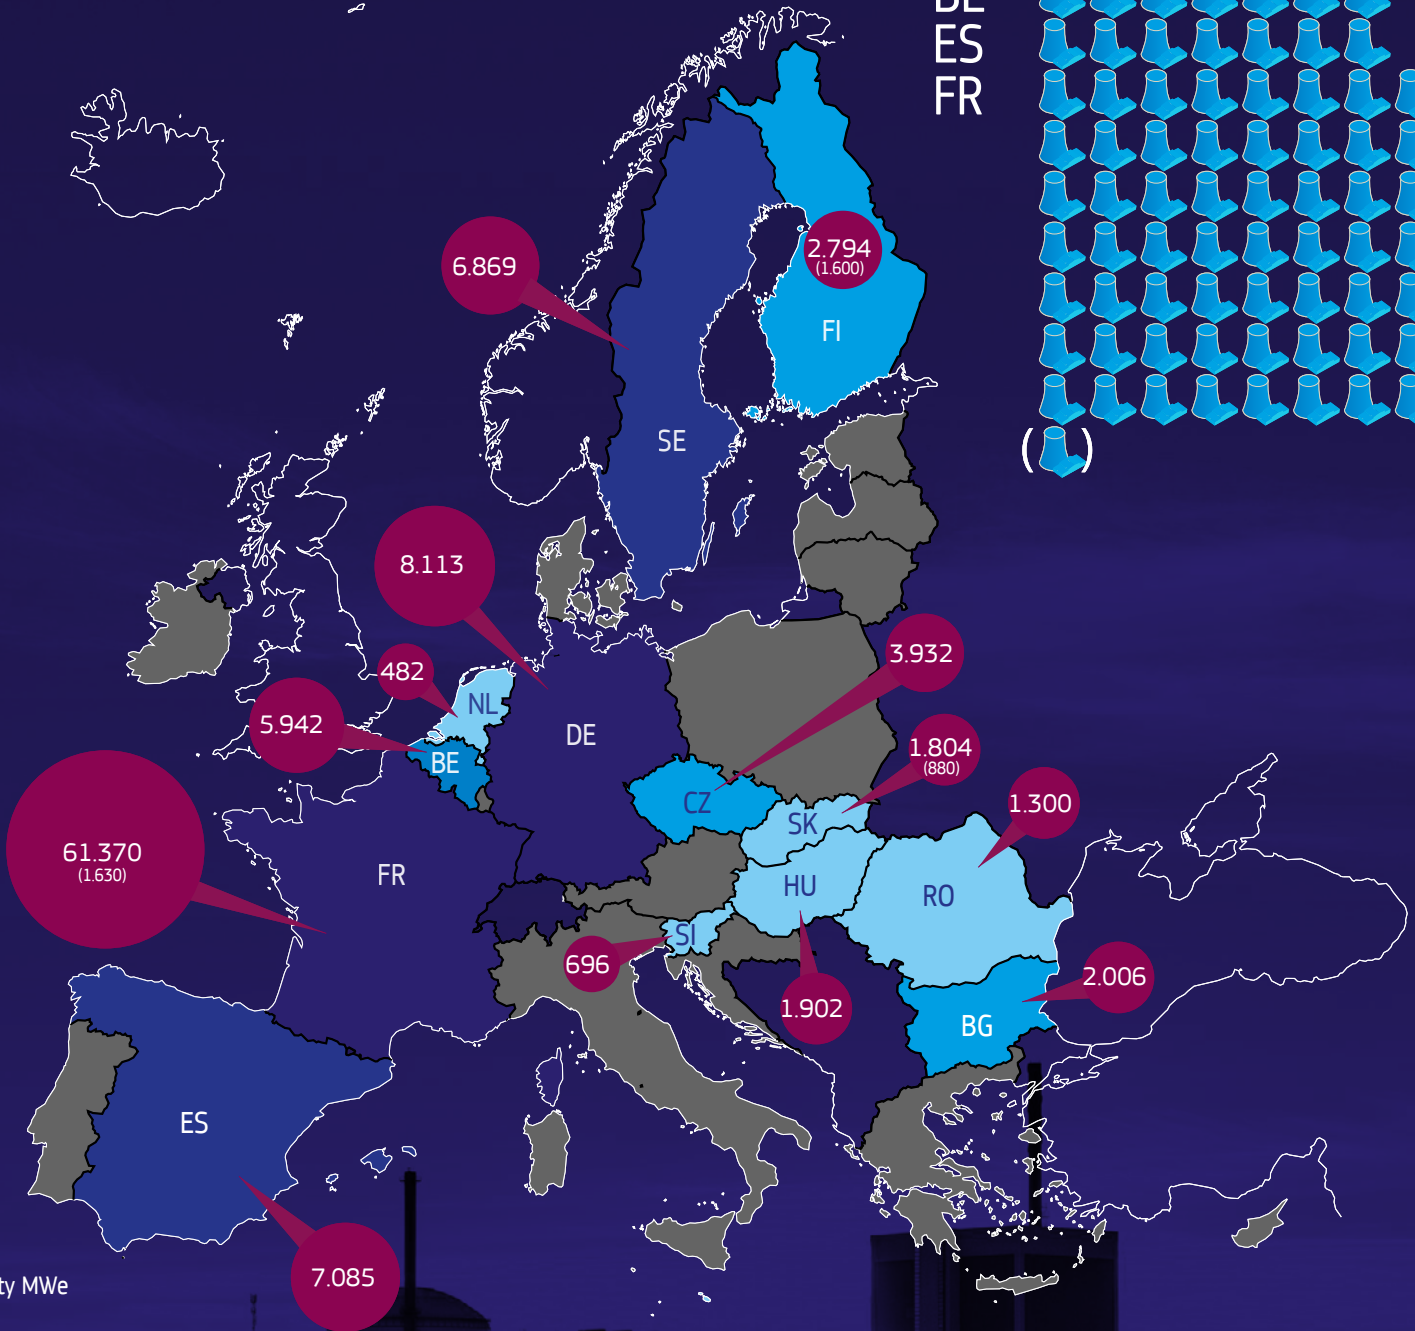 ES
FR
2.794
(1.600)
6.869
FI
SE
( )
8.113
3.932
482
NL
5.942
DE
BE
1.804
(880)
CZ
1.300
SK
61.370
(1.630)
FR
HU
RO
SI
696
2.006
1.902
BG
ES
7.085
MWe